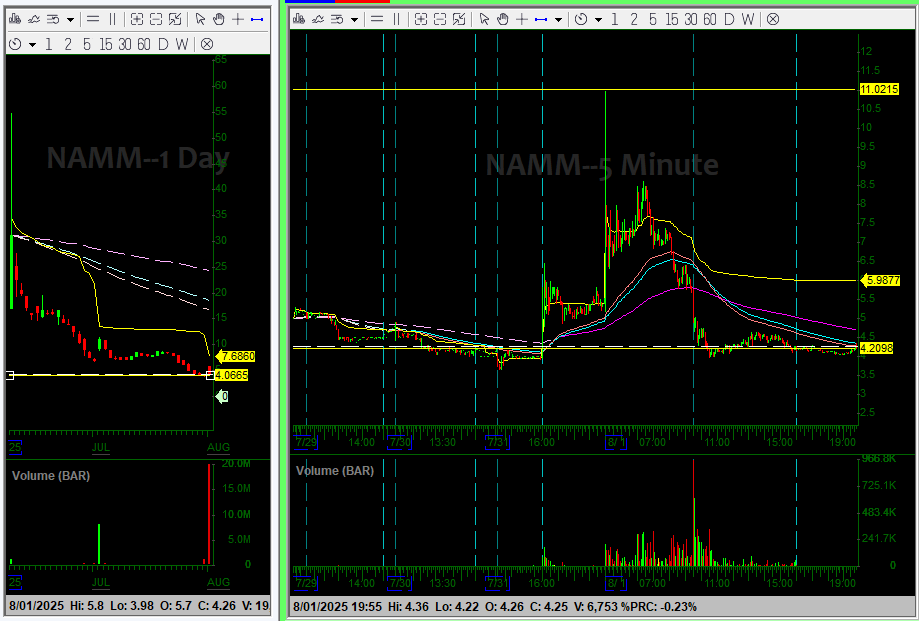 1 2 5 15 30 60 D W
1 2 5 15 30 60 D W
NAMM--1 Day
65
60
55
50
45
40
35
30
25
20
15
10
7.6860
4.0665
0
25 JUL AUG
Volume (BAR)
20.0M
15.0M
10.0M
5.0M
0
25 JUL AUG
8/01/2025 Hi: 5.8 Lo: 3.98 O: 5.7 C: 4.26 V: 19.
NAMM--5 Minute
12
11.5
11.0215
10.5
10
9.5
9
8.5
8
7.5
7
6.5
5.9877
5.5
5
4.5
4.2098
3.5
3
2.5
7/29 14:00 7/30 13:30 7/31 16:00 8/1 07:00 11:00 15:00 19:00
Volume (BAR)
966.8K
725.1K
483.4K
241.7K
0
7/29 14:00 7/30 13:30 7/31 16:00 8/1 07:00 11:00 15:00 19:00
8/01/2025 19:55 Hi: 4.36 Lo: 4.22 O: 4.26 C: 4.25 V: 6,753 %PRC: -0.23%